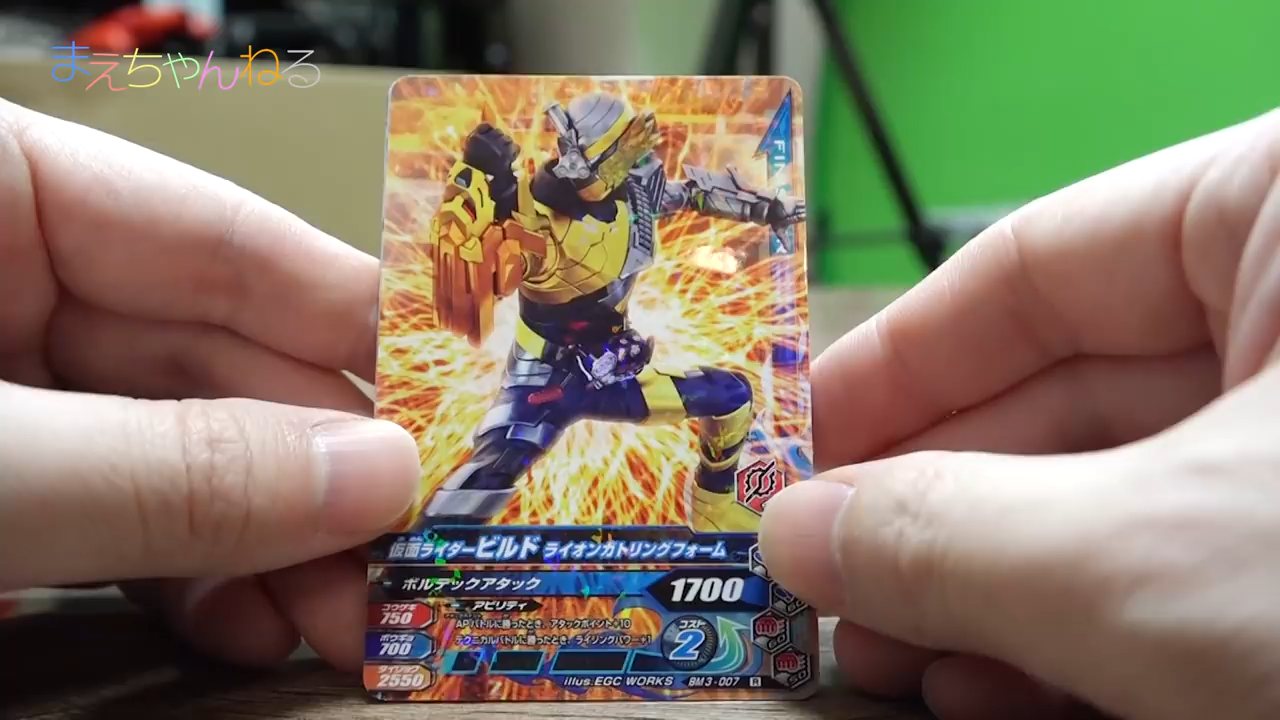 まえちゃんねる
仮面ライダービルド ライオンガトリングフォーム
ボルテックアタック
1700
アビリティ
コウゲキ
750
APバトルに勝ったとき、アタックポイント+10
テクニカルバトルに勝ったとき、ライジングパワー+1
ボウギョ
700
コスト
2
タイリョク
2550
illus.EGC WORKS BM3-007 R